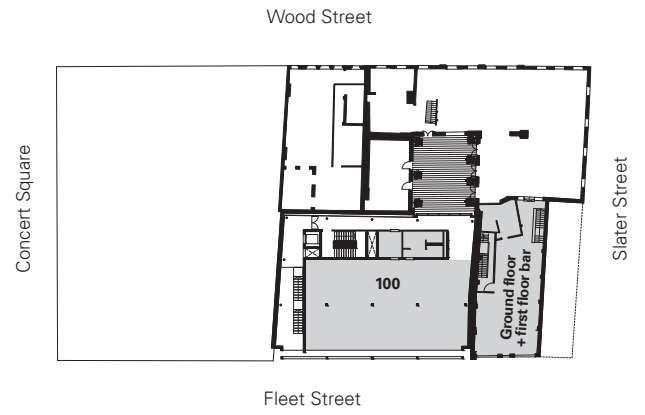 Wood Street
Concert Square
Slater Street
100
Ground floor
+ first floor bar
Fleet Street